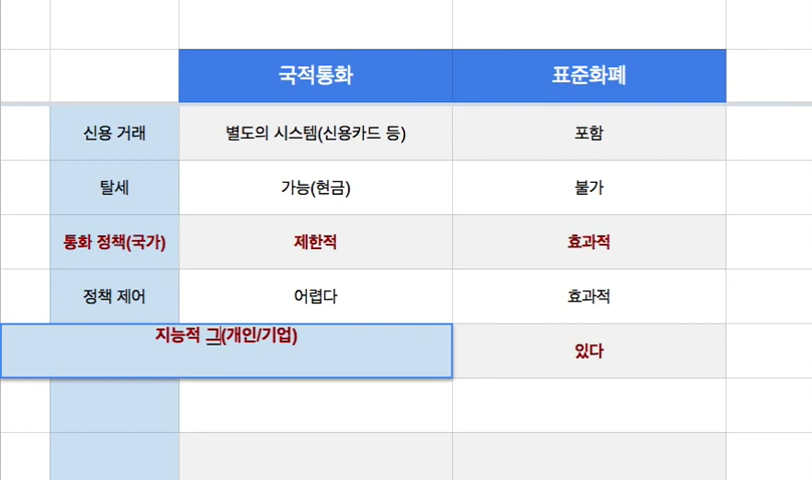 국적통화 표준화폐
신용 거래 별도의 시스템(신용카드 등) 포함
탈세 가능(현금) 불가
통화 정책(국가) 제한적 효과적
정책 제어 어렵다 효과적
지능적 그(개인/기업) 있다